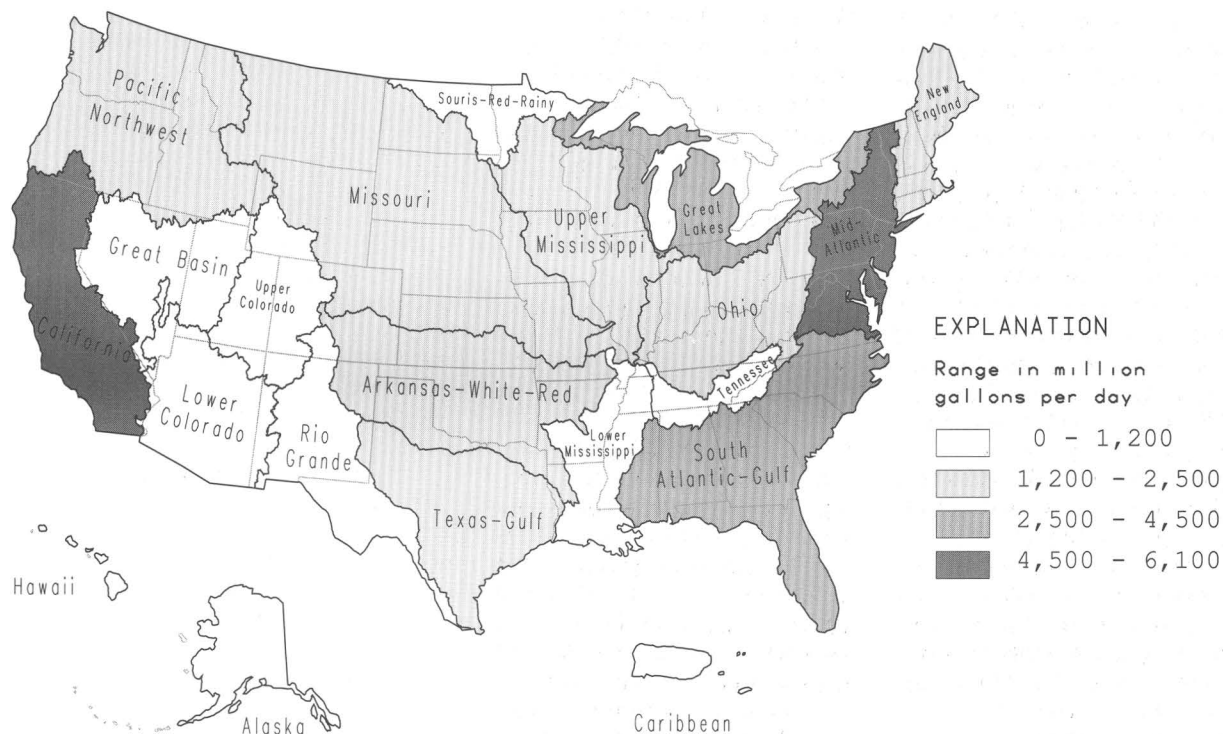 Pacific
Northwest
Souris-Red-Rainy
New
England
Missouri
Upper
Mississippi
Great
Lakes
Mid-
Atlantic
Great Basin
Upper
Colorado
Ohio
California
Arkansas-White-Red
Tennessee
Lower
Colorado
Rio
Grande
Lower
Mississippi
South
Atlantic-Gulf
Texas-Gulf
Hawaii
Alaska
Caribbean
EXPLANATION
Range in million
gallons per day
0 - 1,200
1,200 - 2,500
2,500 - 4,500
4,500 - 6,100